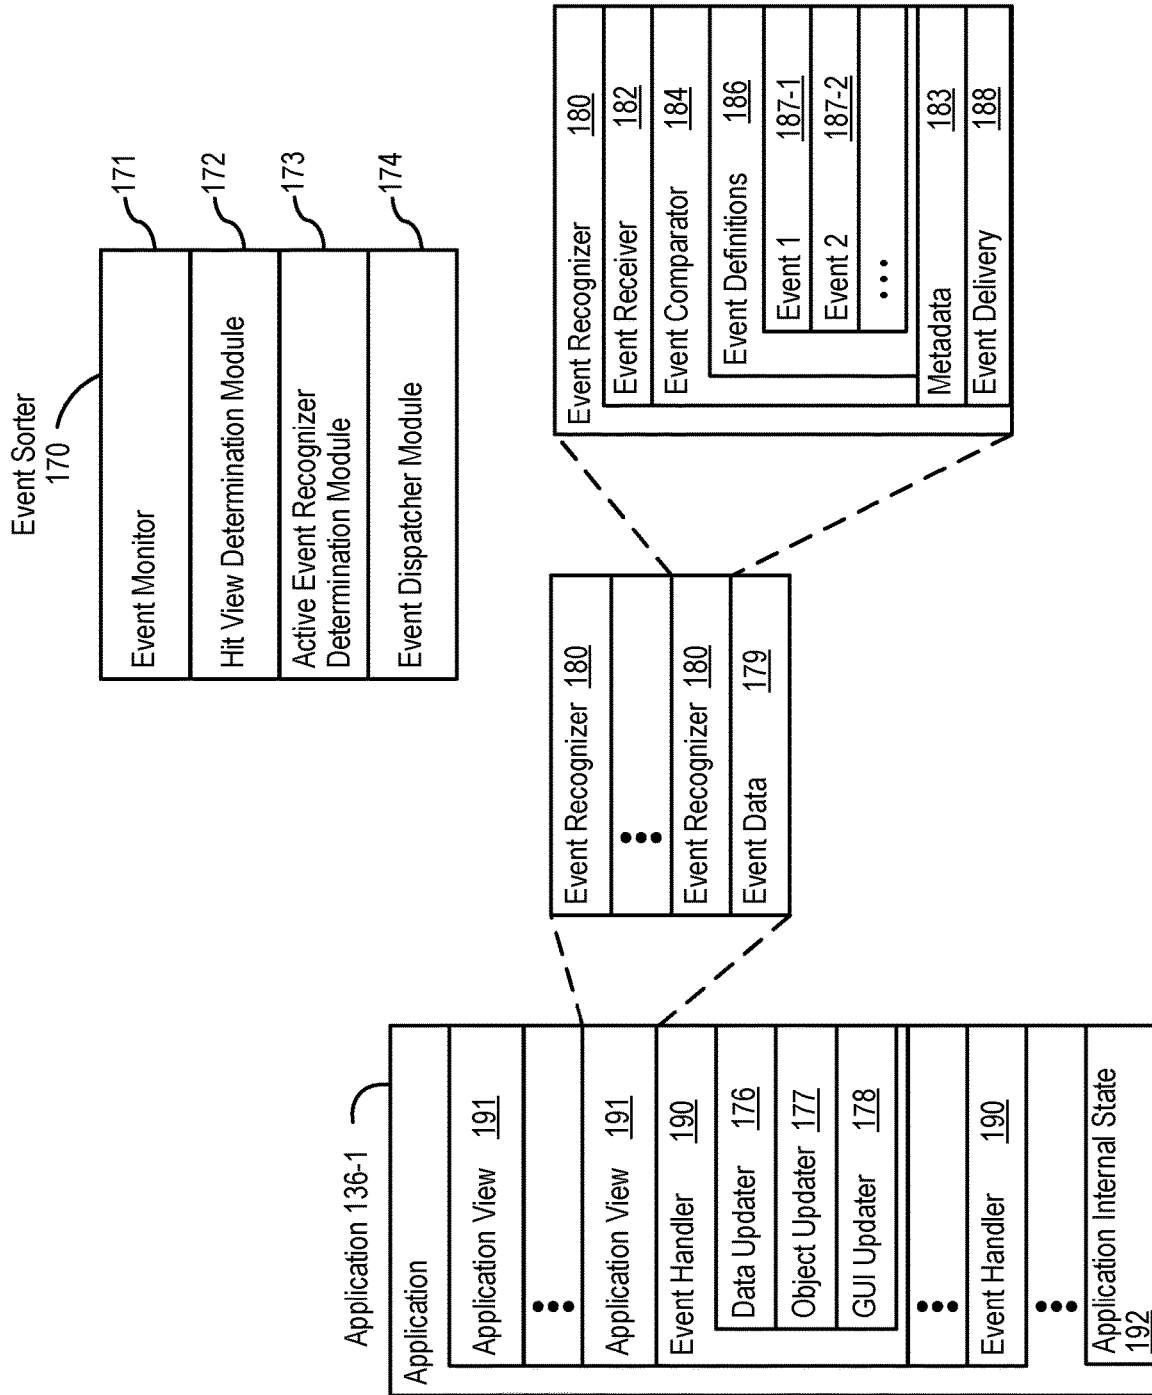 Event Sorter
170
Event Monitor
171
Hit View Determination Module
172
Active Event Recognizer
Determination Module
173
Event Dispatcher Module
174
Application 136-1
Application
Application View 191
•••
Application View 191
Event Handler 190
Data Updater 176
Object Updater 177
GUI Updater 178
•••
Event Handler 190
•••
Application Internal State
192
Event Recognizer 180
•••
Event Recognizer 180
Event Data 179
Event Recognizer 180
Event Receiver 182
Event Comparator 184
Event Definitions 186
Event 1 187-1
Event 2 187-2
•••
Metadata 183
Event Delivery 188